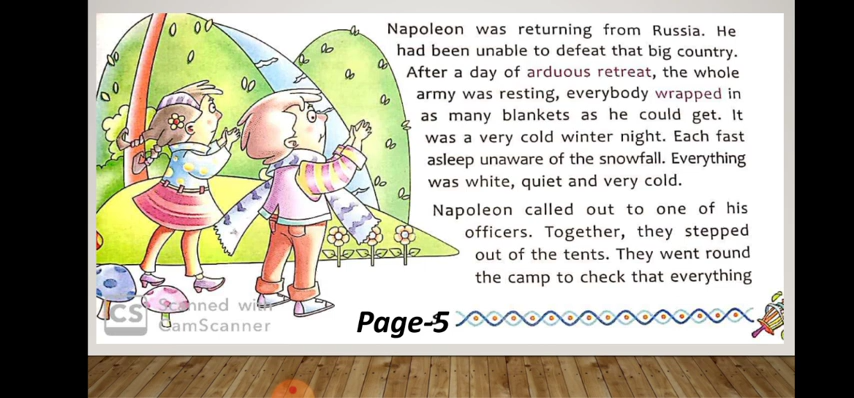 Napoleon was returning from Russia. He
had been unable to defeat that big country.
After a day of arduous retreat, the whole
army was resting, everybody wrapped in
as many blankets as he could get. It
was a very cold winter night. Each fast
asleep unaware of the snowfall. Everything
was white, quiet and very cold.
Napoleon called out to one of his
officers. Together, they stepped
out of the tents. They went round
the camp to check that everything
CS Scanned with
CamScanner
Page-5